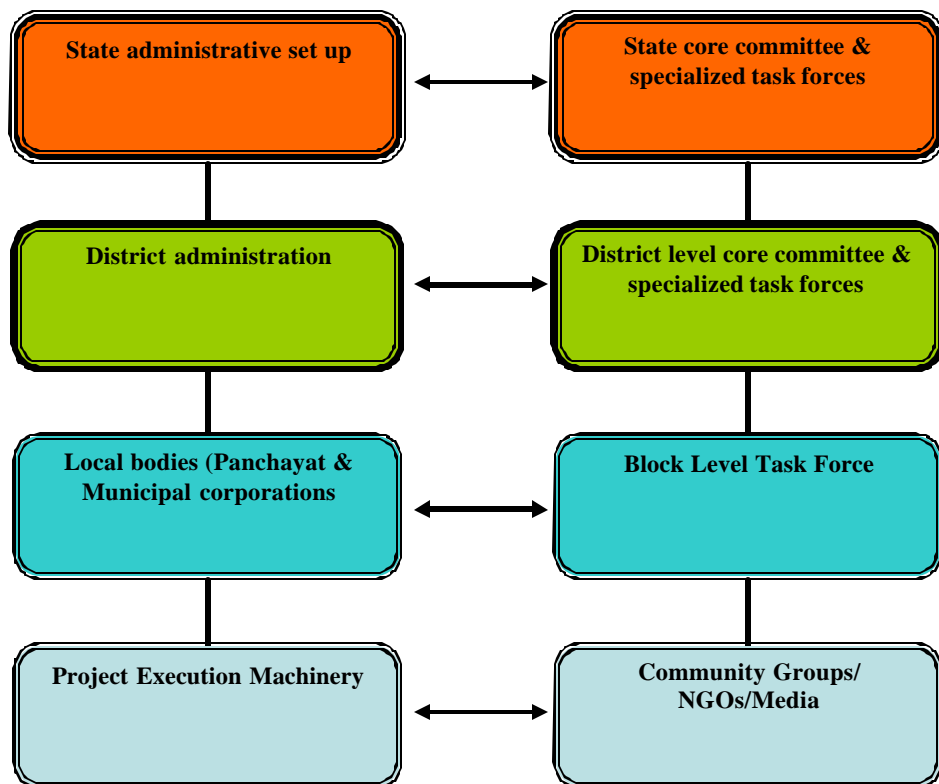 State administrative set up
State core committee &
specialized task forces
District administration
District level core committee &
specialized task forces
Local bodies (Panchayat &
Municipal corporations
Block Level Task Force
Project Execution Machinery
Community Groups/
NGOs/Media